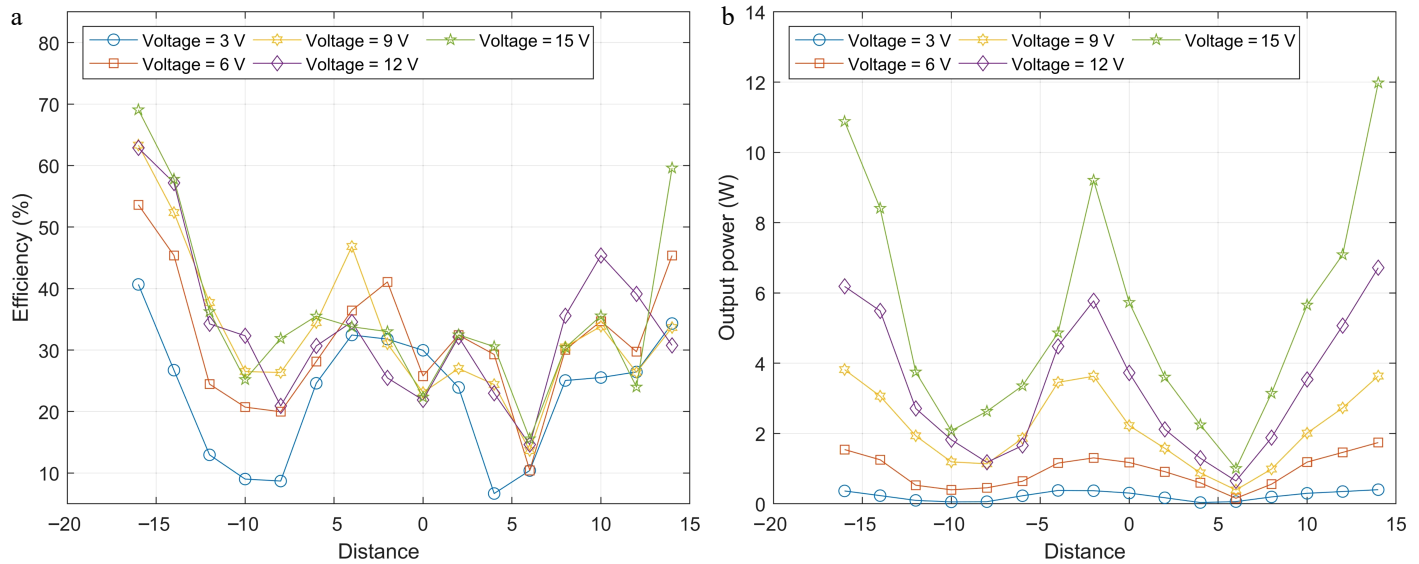 a
80
70
60
50
40
30
20
10
Efficiency (%)
Voltage = 3 V
Voltage = 9 V
Voltage = 15 V
Voltage = 6 V
Voltage = 12 V
−20 −15 −10 5 0 5 10 15
Distance
b
14
12
10
8
6
4
2
0
Output power (W)
Voltage = 3 V
Voltage = 9 V
Voltage = 15 V
Voltage = 6 V
Voltage = 12 V
−20 −15 −10 −5 0 5 10 15
Distance